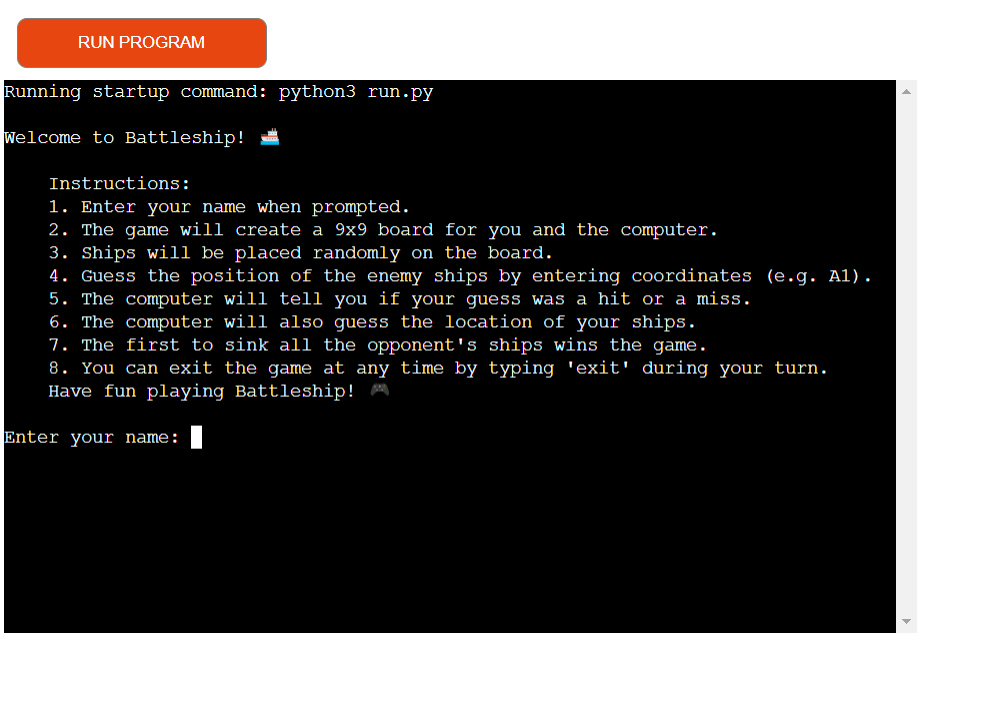 RUN PROGRAM
Running startup command: python3 run.py
Welcome to Battleship! 🚢
Instructions:
1. Enter your name when prompted.
2. The game will create a 9x9 board for you and the computer.
3. Ships will be placed randomly on the board.
4. Guess the position of the enemy ships by entering coordinates (e.g. A1).
5. The computer will tell you if your guess was a hit or a miss.
6. The computer will also guess the location of your ships.
7. The first to sink all the opponent's ships wins the game.
8. You can exit the game at any time by typing 'exit' during your turn.
Have fun playing Battleship! 🎮
Enter your name: